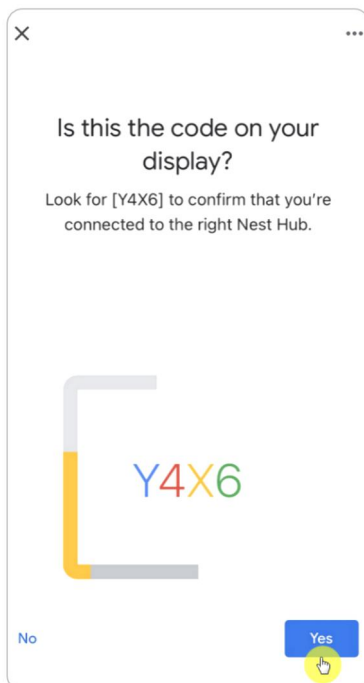 Is this the code on your
display?
Look for [Y4X6] to confirm that you're
connected to the right Nest Hub.
Y4X6
No
Yes